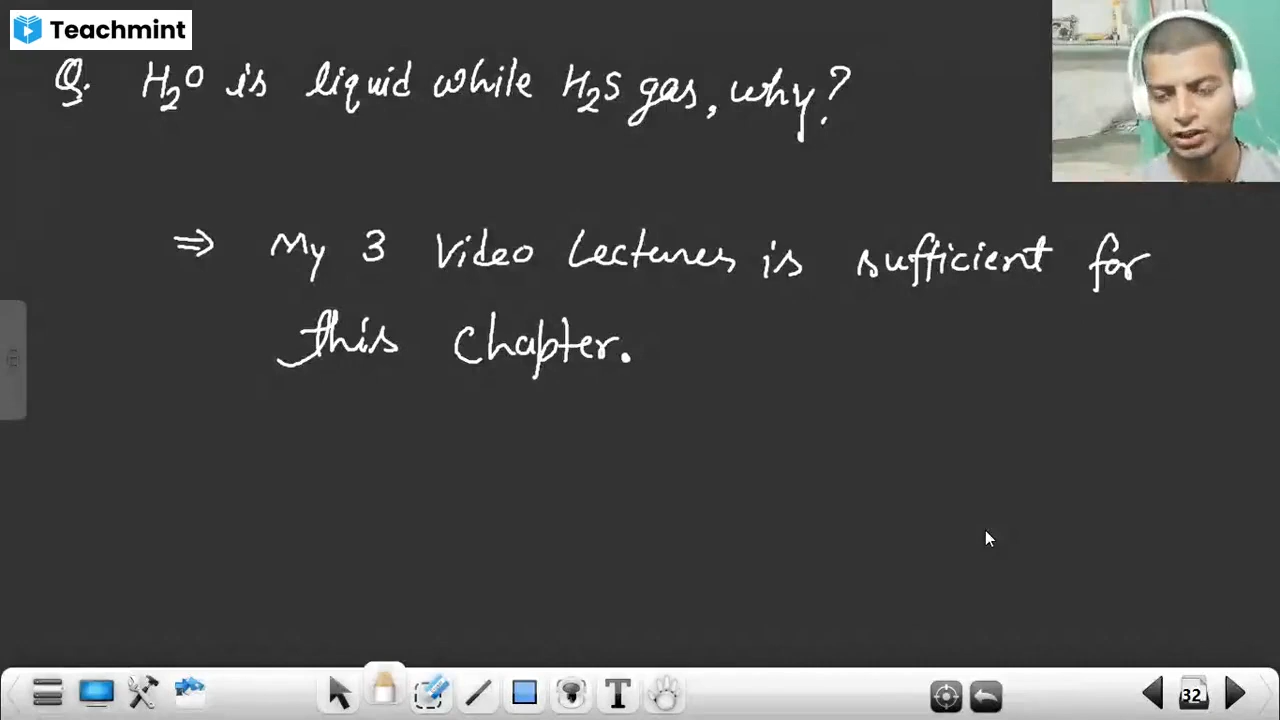 Teachmint
Q. H₂O is liquid while H₂S gas, why?
⇒ My 3 Video Lectures is sufficient for
this chapter.
T
32